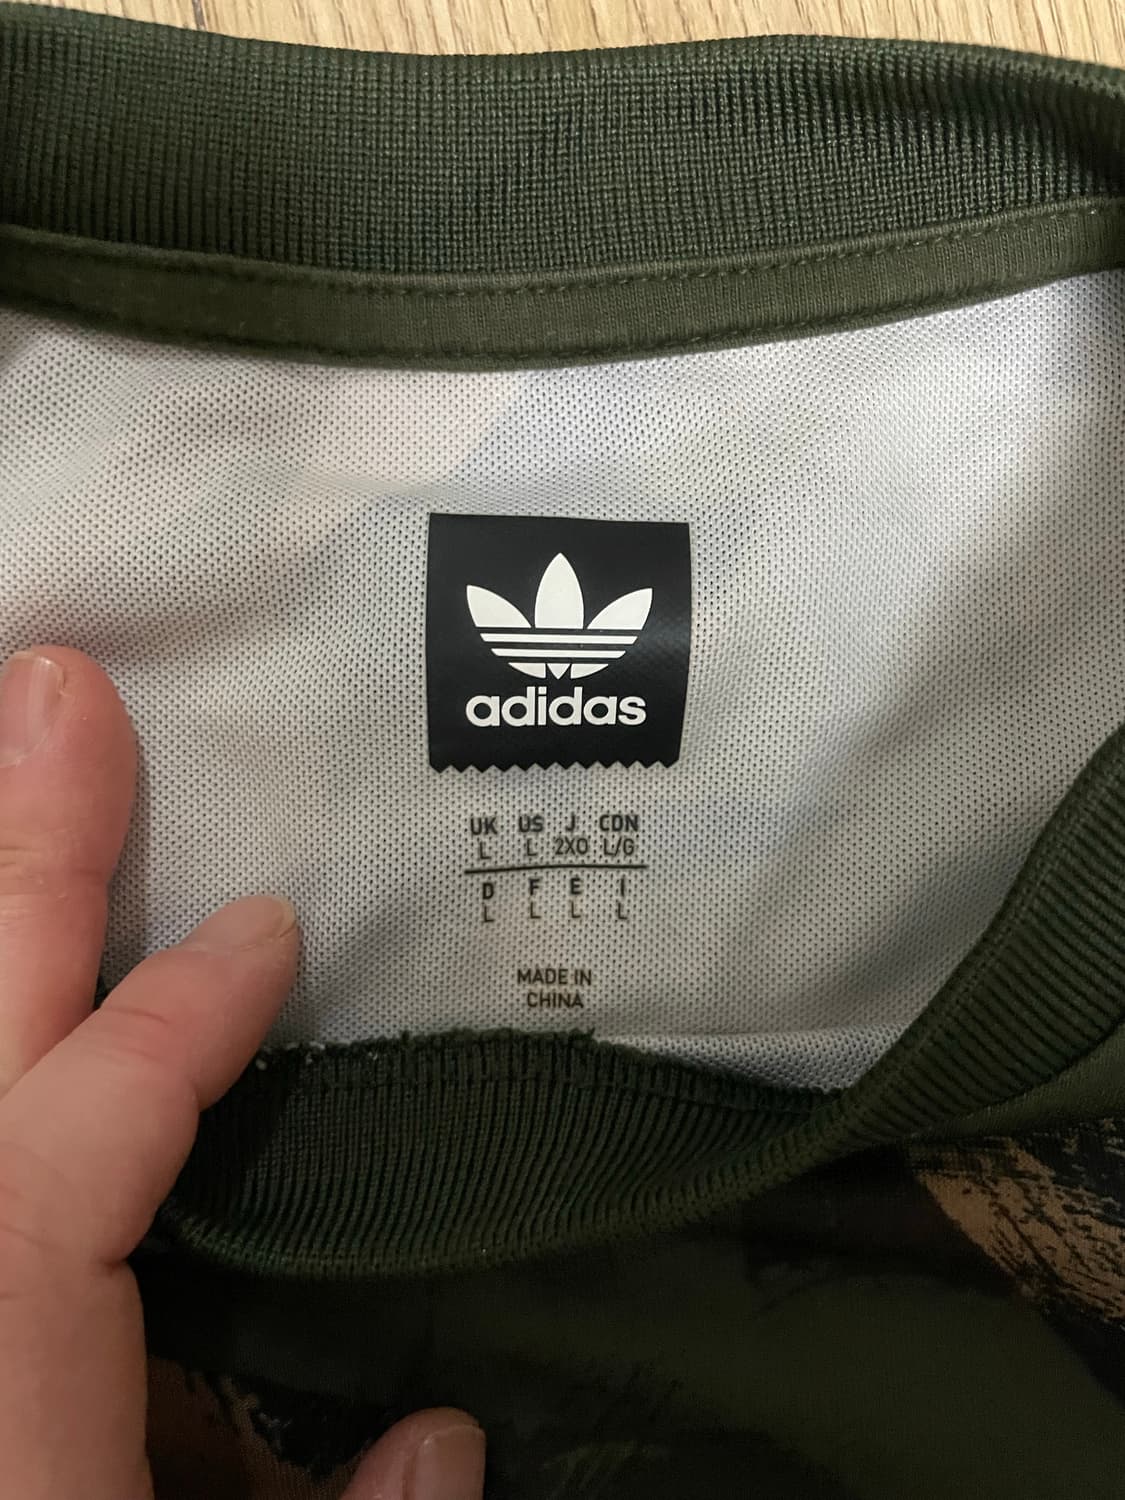 adidas
UK US J CDN
L L 2XO L/G
D F E I
L L L L
MADE IN
CHINA